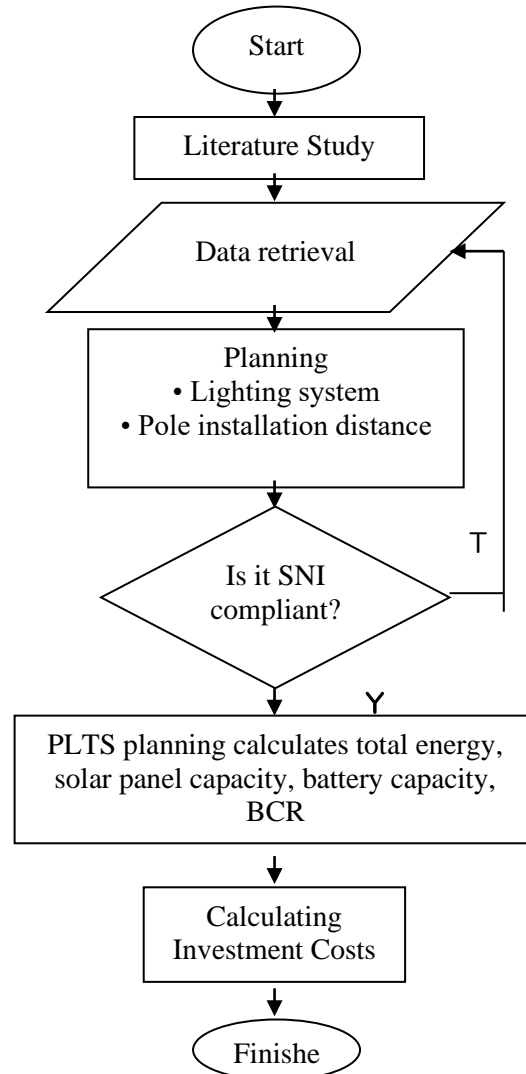 Start
Literature Study
Data retrieval
Planning
• Lighting system
• Pole installation distance
T
Is it SNI
compliant?
Y
PLTS planning calculates total energy,
solar panel capacity, battery capacity,
BCR
Calculating
Investment Costs
Finishe